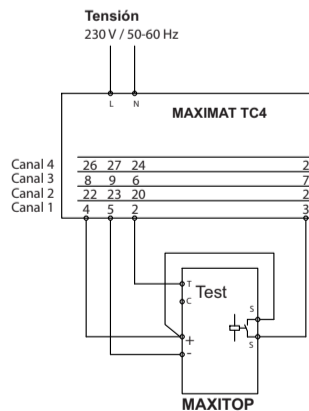 Tensión
230 V / 50-60 Hz
L N
MAXIMAT TC4
Canal 4 26 27 24 2
Canal 3 8 9 6 7
Canal 2 22 23 20 2
Canal 1 4 5 2 3
T
Test
C
S
+
-
S
MAXITOP